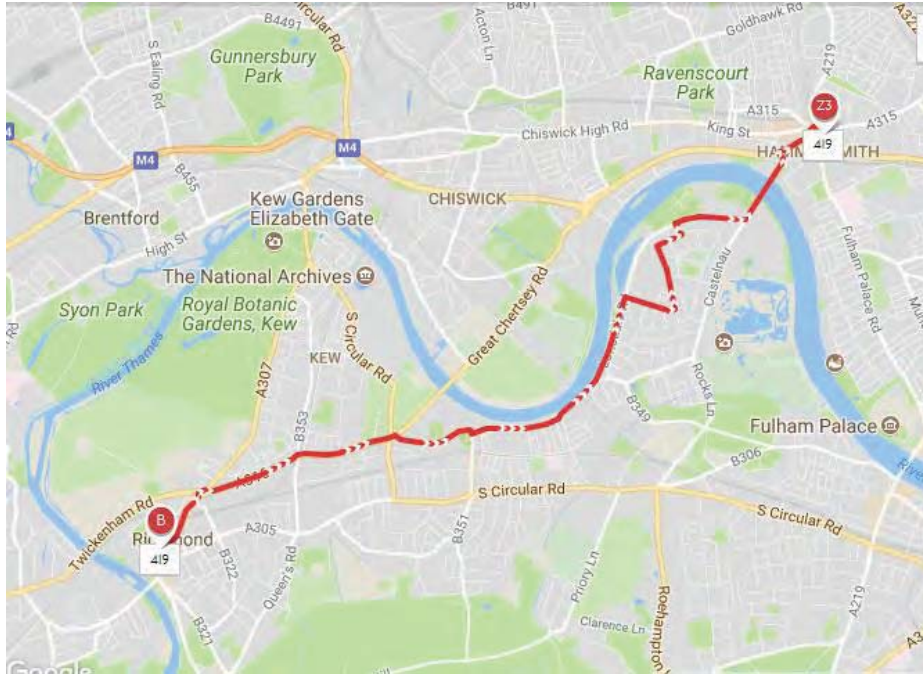 B4491
S Circular Rd
Acton Ln
B491
Goldhawk Rd
A322
A219
S Ealing Rd
Gunnersbury
Park
Ravenscourt
Park
Z3
A315
A315
Chiswick High Rd
King St
419
M4
M4
M4
B455
Kew Gardens
Elizabeth Gate
CHISWICK
Brentford
High St
The National Archives
Great Chertsey Rd
Castelnau
Fulham Palace Rd
Syon Park
Royal Botanic
Gardens, Kew
S Circular Rd
KEW
River Thames
A307
B353
Rocks Ln
B349
Fulham Palace
B306
A316
S Circular Rd
S Circular Rd
Twickenham Rd
B
Richmond
A305
419
B322
Queen's Rd
B351
Priory Ln
Roehampton
Clarence Ln
A219
B321
Google